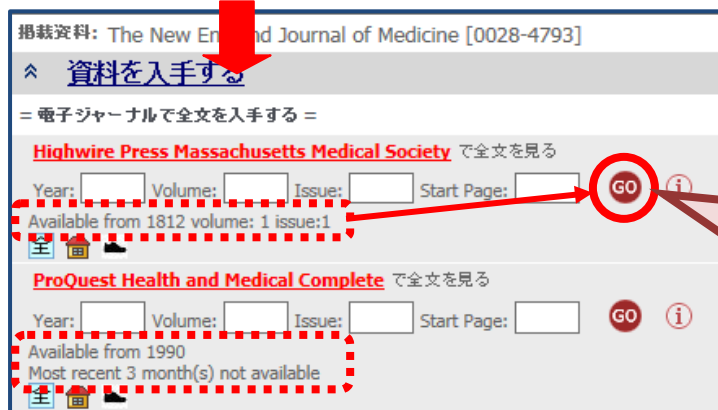 掲載資料: The New En nd Journal of Medicine [0028-4793]
資料を入手する
= 電子ジャーナルで全文を入手する =
Highwire Press Massachusetts Medical Society で全文を見る
Year: Volume: Issue: Start Page: GO i
Available from 1812 volume: 1 issue:1
全
ProQuest Health and Medical Complete で全文を見る
Year: Volume: Issue: Start Page: GO i
Available from 1990
Most recent 3 month(s) not available
全